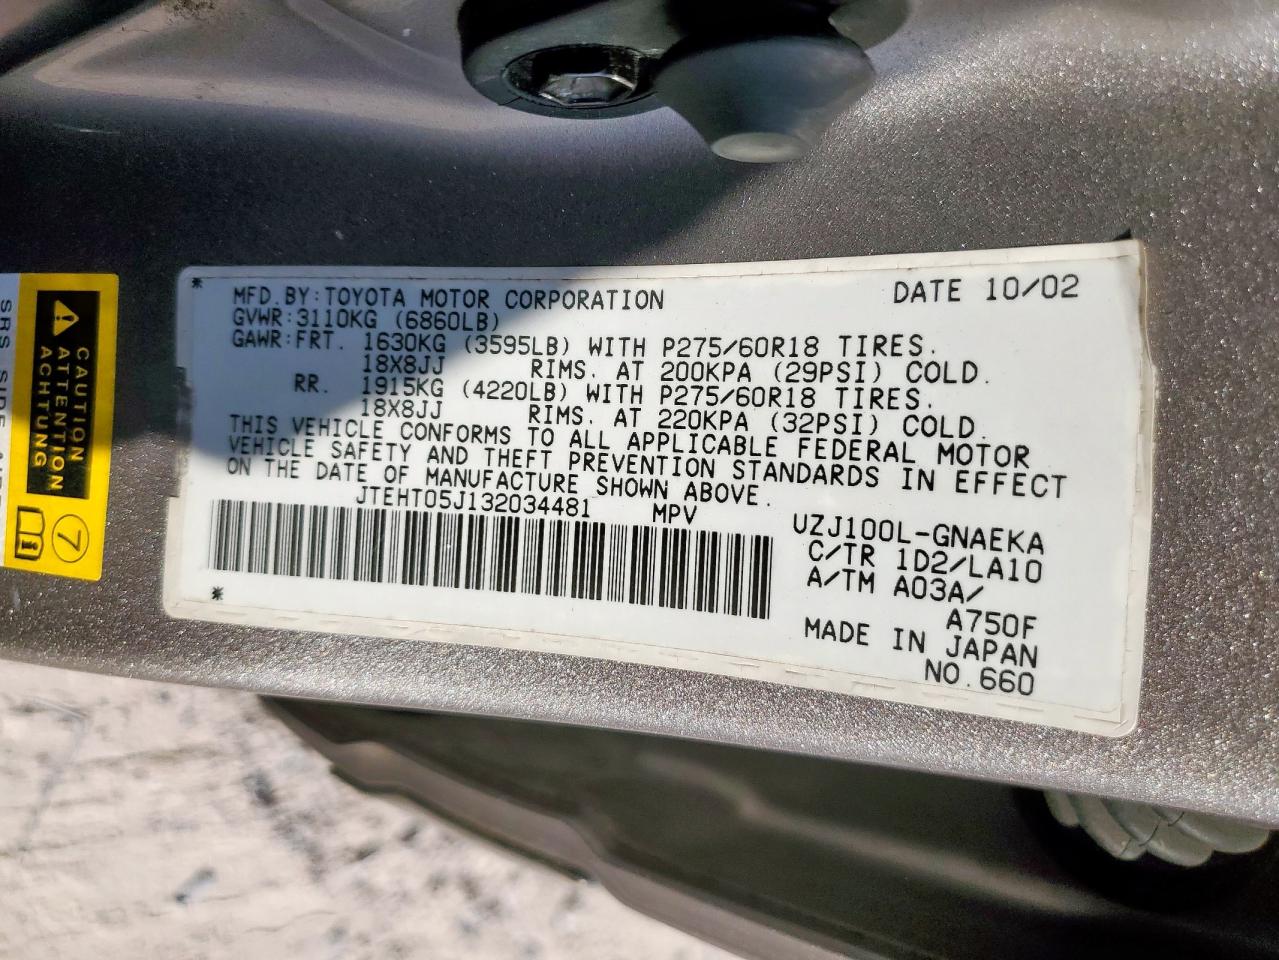 * MFD.BY:TOYOTA MOTOR CORPORATION DATE 10/02
GVWR:3110KG (6860LB)
GAWR:FRT. 1630KG (3595LB) WITH P275/60R18 TIRES.
18X8JJ RIMS. AT 200KPA (29PSI) COLD.
RR. 1915KG (4220LB) WITH P275/60R18 TIRES.
18X8JJ RIMS. AT 220KPA (32PSI) COLD.
THIS VEHICLE CONFORMS TO ALL APPLICABLE FEDERAL MOTOR
VEHICLE SAFETY AND THEFT PREVENTION STANDARDS IN EFFECT
ON THE DATE OF MANUFACTURE SHOWN ABOVE.
JTEHT05J132034481 MPV
UZJ100L-GNAEKA
C/TR 1D2/LA10
A/TM A03A/
A750F
* MADE IN JAPAN
NO.660
CAUTION
ATTENTION
ACHTUNG
7
SRS SIDE